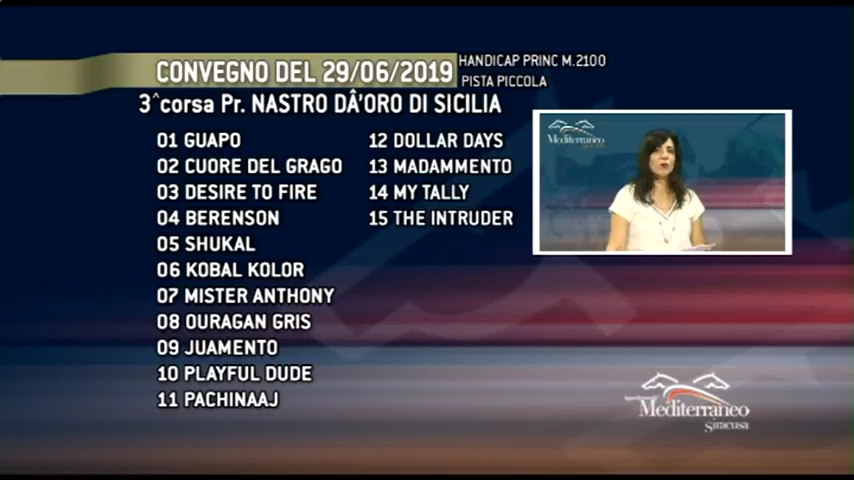 CONVEGNO DEL 29/06/2019
HANDICAP PRINC M.2100
PISTA PICCOLA
3^corsa Pr. NASTRO DÂ'ORO DI SICILIA
01 GUAPO
02 CUORE DEL GRAGO
03 DESIRE TO FIRE
04 BERENSON
05 SHUKAL
06 KOBAL KOLOR
07 MISTER ANTHONY
08 OURAGAN GRIS
09 JUAMENTO
10 PLAYFUL DUDE
11 PACHINAAJ
12 DOLLAR DAYS
13 MADAMMENTO
14 MY TALLY
15 THE INTRUDER
Mediterraneo
Mediterraneo
Siracusa